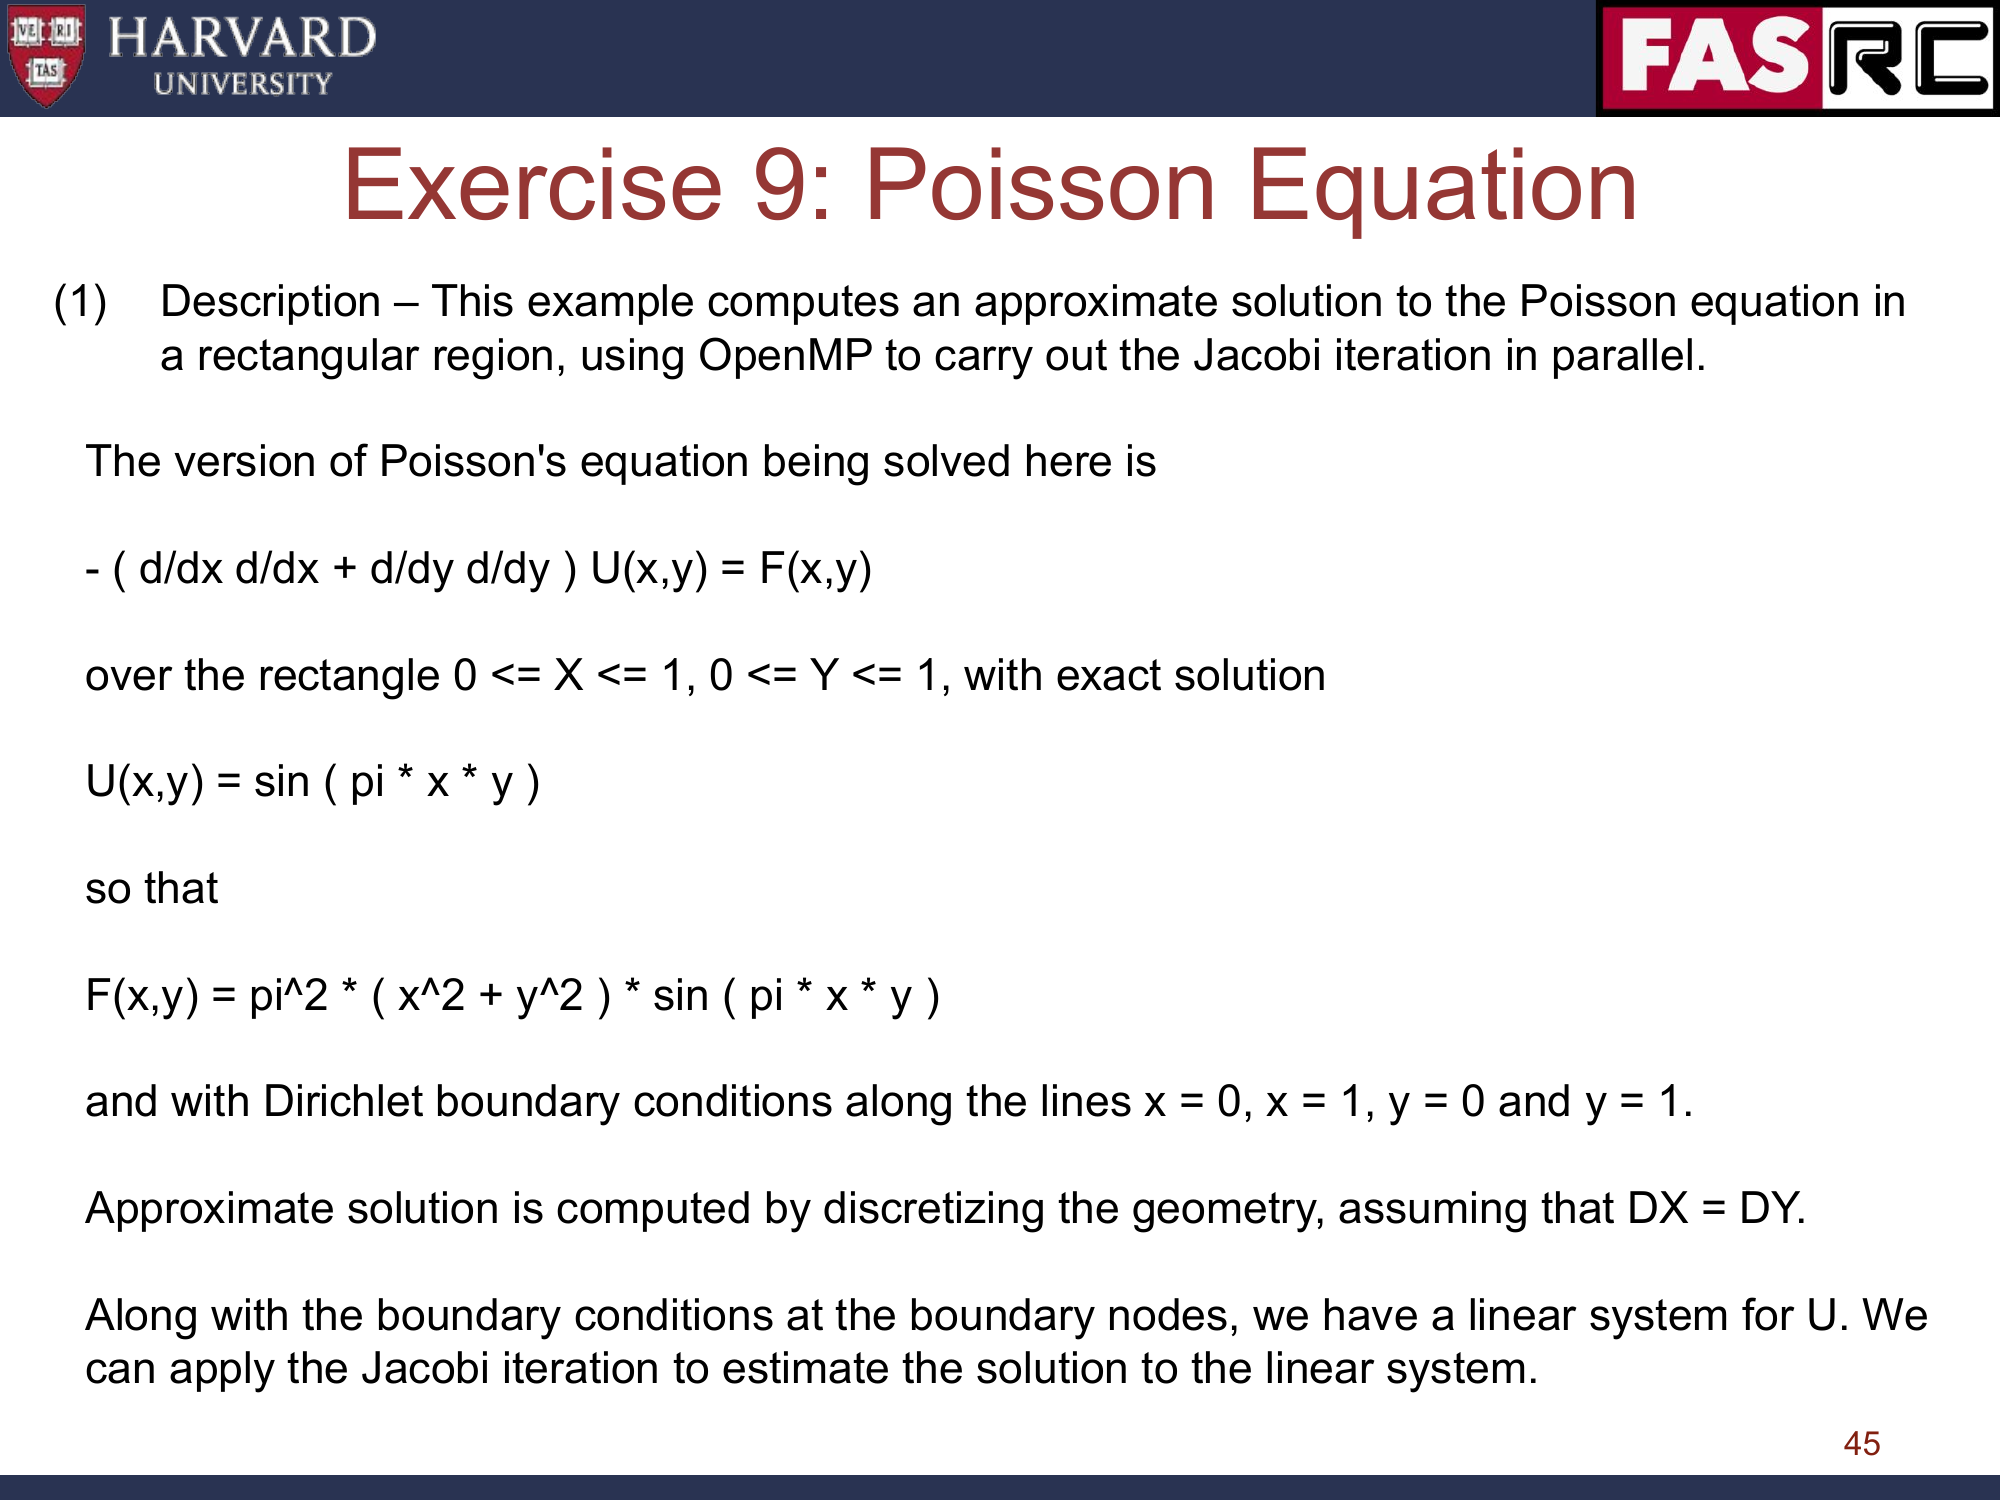 VE RI
TAS
HARVARD
UNIVERSITY
FASRC
Exercise 9: Poisson Equation
(1) Description – This example computes an approximate solution to the Poisson equation in
a rectangular region, using OpenMP to carry out the Jacobi iteration in parallel.
The version of Poisson's equation being solved here is
- ( d/dx d/dx + d/dy d/dy ) U(x,y) = F(x,y)
over the rectangle 0 <= X <= 1, 0 <= Y <= 1, with exact solution
U(x,y) = sin ( pi * x * y )
so that
F(x,y) = pi^2 * ( x^2 + y^2 ) * sin ( pi * x * y )
and with Dirichlet boundary conditions along the lines x = 0, x = 1, y = 0 and y = 1.
Approximate solution is computed by discretizing the geometry, assuming that DX = DY.
Along with the boundary conditions at the boundary nodes, we have a linear system for U. We
can apply the Jacobi iteration to estimate the solution to the linear system.
45